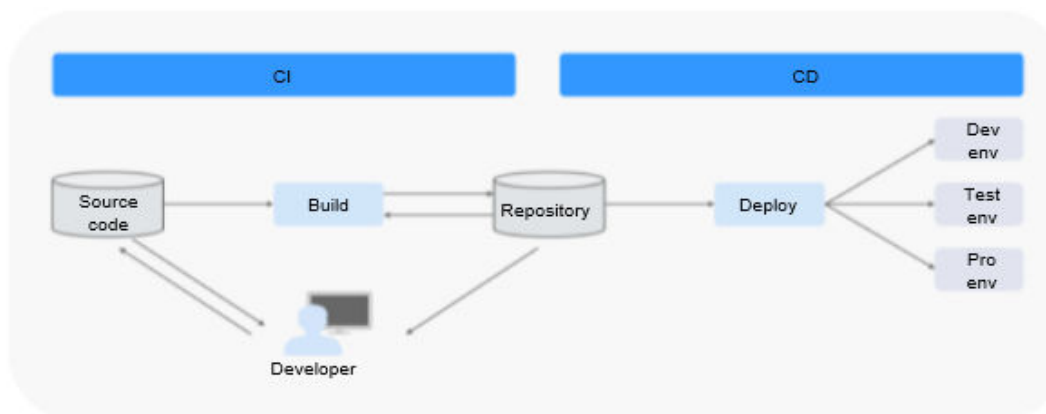 CI
CD
Source
code
Build
Repository
Deploy
Dev
env
Test
env
Pro
env
Developer